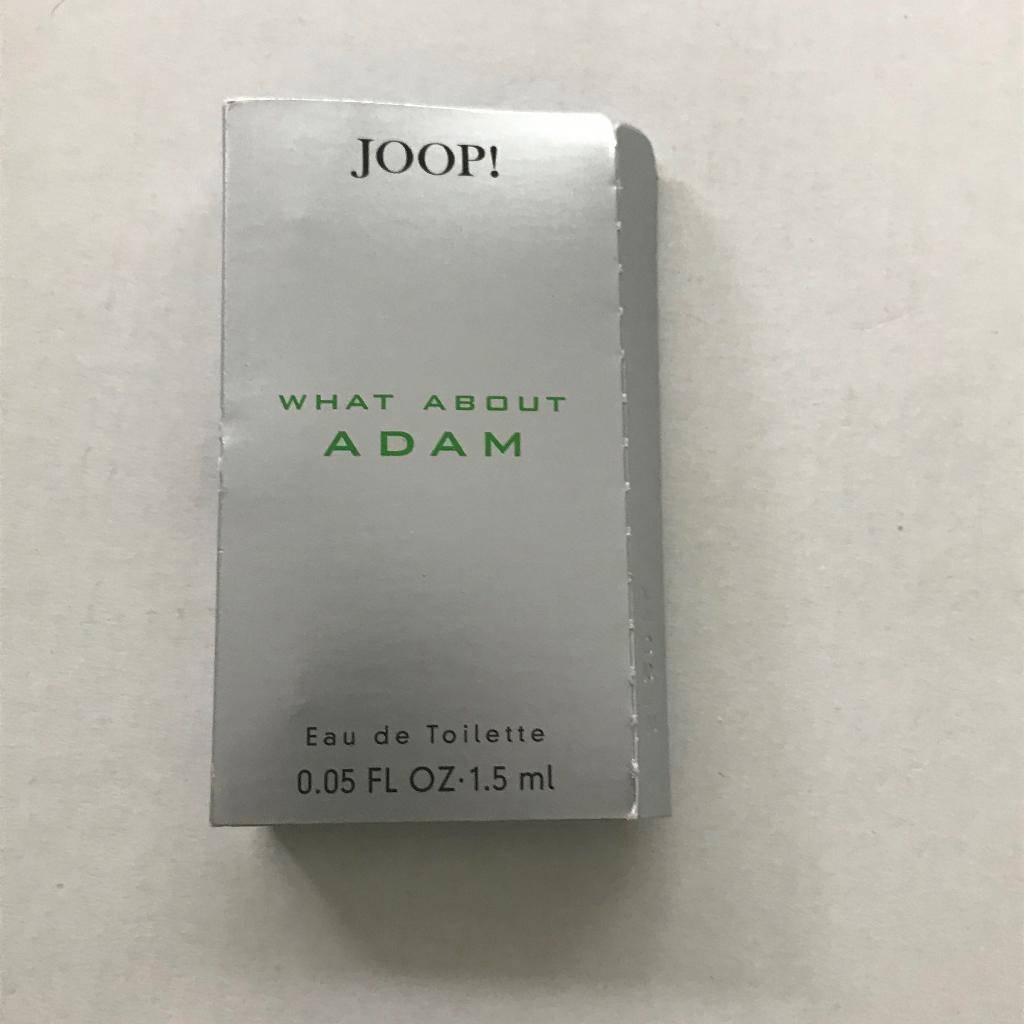 JOOP!
WHAT ABOUT
ADAM
Eau de Toilette
0.05 FL OZ·1.5 ml